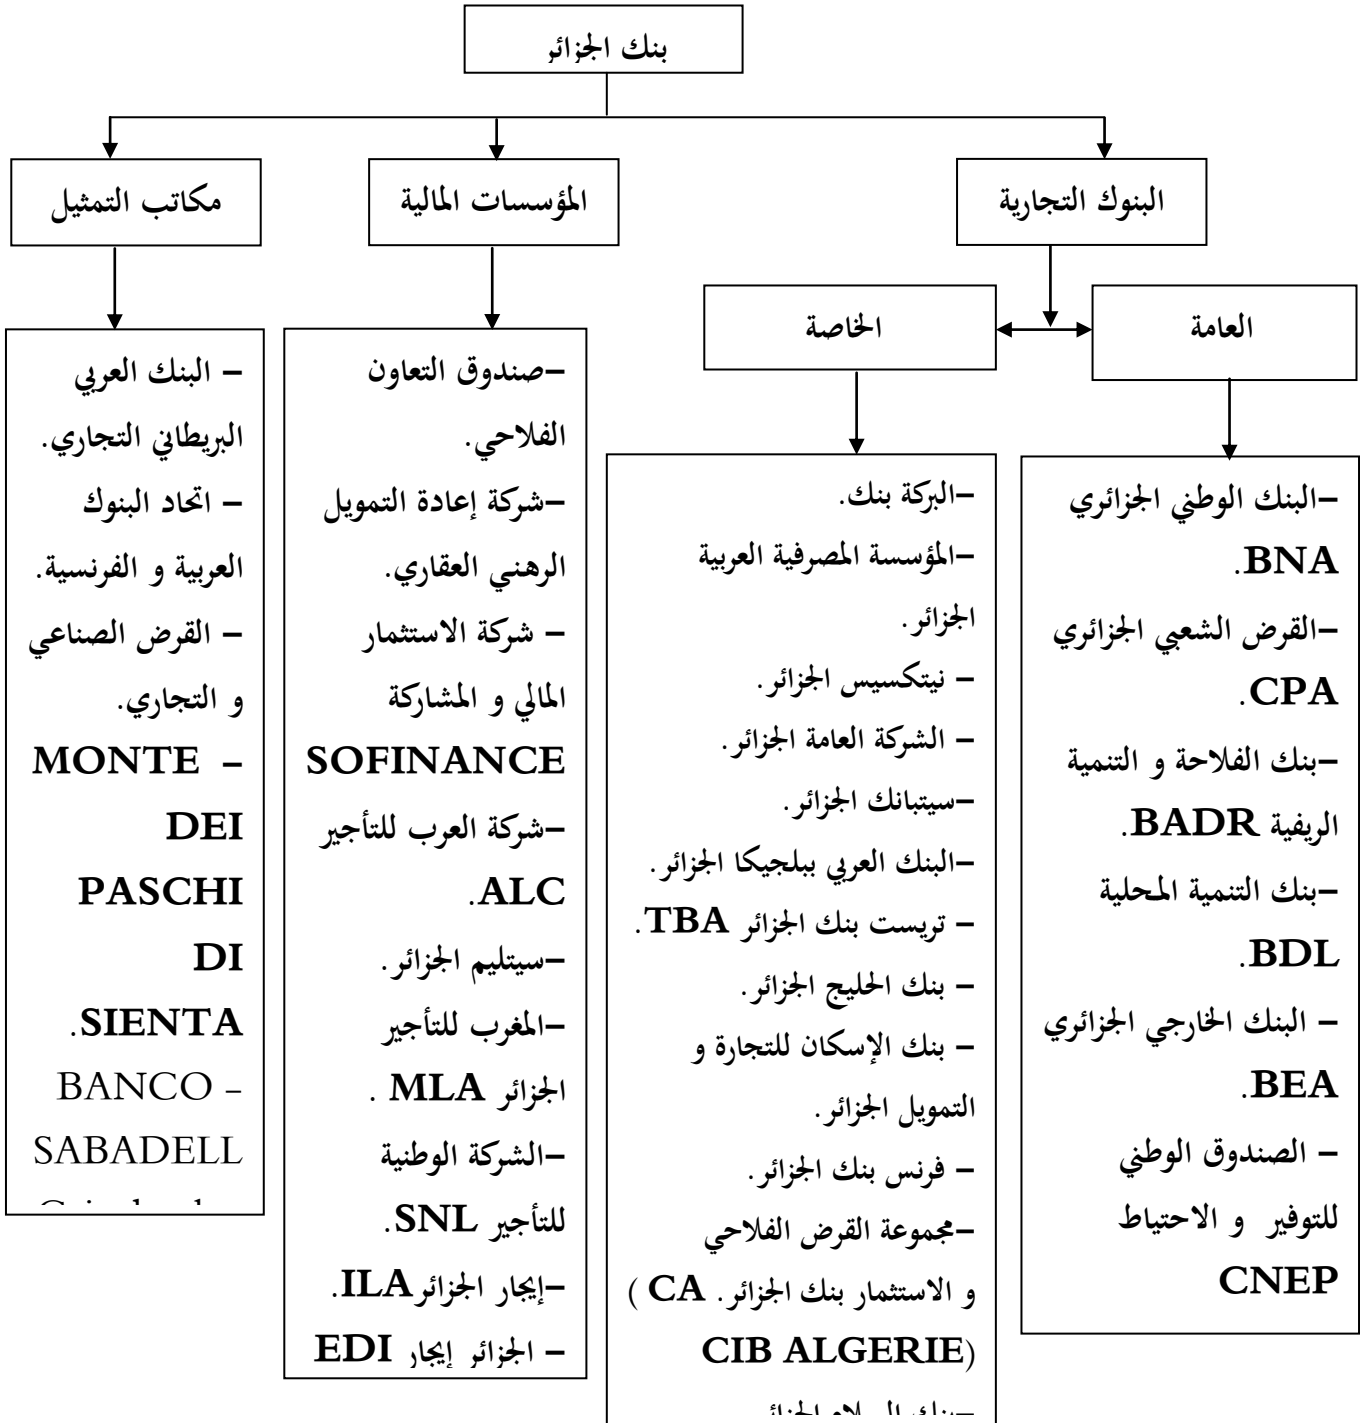 بنك الجزائر
البنوك التجارية
المؤسسات المالية
مكاتب التمثيل
العامة
الخاصة
–البنك الوطني الجزائري
BNA.
–القرض الشعبي الجزائري
CPA.
–بنك الفلاحة و التنمية
الريفية BADR.
–بنك التنمية المحلية
BDL.
– البنك الخارجي الجزائري
BEA.
– الصندوق الوطني
للتوفير و الاحتياط
CNEP
–البركة بنك.
–المؤسسة المصرفية العربية
الجزائر.
– نيتكسيس الجزائر.
– الشركة العامة الجزائر.
–سيتبانك الجزائر.
–البنك العربي ببلجيكا الجزائر.
– تريست بنك الجزائر TBA.
– بنك الخليج الجزائر.
– بنك الإسكان للتجارة و
التمويل الجزائر.
– فرنس بنك الجزائر.
–مجموعة القرض الفلاحي
و الاستثمار بنك الجزائر. CA )
CIB ALGERIE)
–صندوق التعاون
الفلاحي.
–شركة إعادة التمويل
الرهني العقاري.
– شركة الاستثمار
المالي و المشاركة
SOFINANCE
–شركة العرب للتأجير
ALC.
–سيتليم الجزائر.
–المغرب للتأجير
الجزائر MLA .
–الشركة الوطنية
للتأجير SNL.
–إيجار الجزائر ILA.
– الجزائر إيجار EDI
– البنك العربي
البريطاني التجاري.
– اتحاد البنوك
العربية و الفرنسية.
– القرض الصناعي
و التجاري.
MONTE –
DEI
PASCHI
DI
SIENTA.
BANCO –
SABADELL